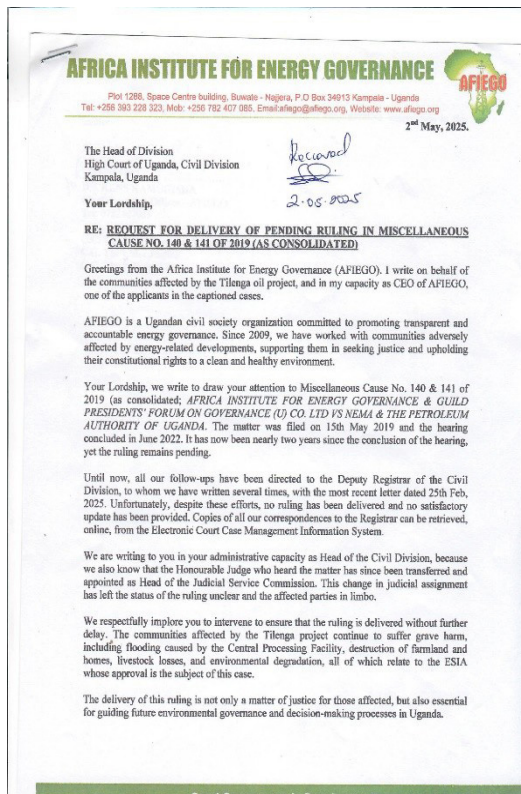 AFRICA INSTITUTE FOR ENERGY GOVERNANCE
AFIEGO
Plot 1288, Space Centre building, Buwate - Najjera, P.O Box 34913 Kampala - Uganda
Tel: +256 393 228 323, Mob: +256 782 407 085, Email:afiego@afiego.org, Website: www.afiego.org
2nd May, 2025.
The Head of Division
High Court of Uganda, Civil Division
Kampala, Uganda
Received
2-05-2025
Your Lordship,
RE: REQUEST FOR DELIVERY OF PENDING RULING IN MISCELLANEOUS
CAUSE NO. 140 & 141 OF 2019 (AS CONSOLIDATED)
Greetings from the Africa Institute for Energy Governance (AFIEGO). I write on behalf of
the communities affected by the Tilenga oil project, and in my capacity as CEO of AFIEGO,
one of the applicants in the captioned cases.
AFIEGO is a Ugandan civil society organization committed to promoting transparent and
accountable energy governance. Since 2009, we have worked with communities adversely
affected by energy-related developments, supporting them in seeking justice and upholding
their constitutional rights to a clean and healthy environment.
Your Lordship, we write to draw your attention to Miscellaneous Cause No. 140 & 141 of
2019 (as consolidated; AFRICA INSTITUTE FOR ENERGY GOVERNANCE & GUILD
PRESIDENTS' FORUM ON GOVERNANCE (U) CO. LTD VS NEMA & THE PETROLEUM
AUTHORITY OF UGANDA. The matter was filed on 15th May 2019 and the hearing
concluded in June 2022. It has now been nearly two years since the conclusion of the hearing,
yet the ruling remains pending.
Until now, all our follow-ups have been directed to the Deputy Registrar of the Civil
Division, to whom we have written several times, with the most recent letter dated 25th Feb,
2025. Unfortunately, despite these efforts, no ruling has been delivered and no satisfactory
update has been provided. Copies of all our correspondences to the Registrar can be retrieved,
online, from the Electronic Court Case Management Information System.
We are writing to you in your administrative capacity as Head of the Civil Division, because
we also know that the Honourable Judge who heard the matter has since been transferred and
appointed as Head of the Judicial Service Commission. This change in judicial assignment
has left the status of the ruling unclear and the affected parties in limbo.
We respectfully implore you to intervene to ensure that the ruling is delivered without further
delay. The communities affected by the Tilenga project continue to suffer grave harm,
including flooding caused by the Central Processing Facility, destruction of farmland and
homes, livestock losses, and environmental degradation, all of which relate to the ESIA
whose approval is the subject of this case.
The delivery of this ruling is not only a matter of justice for those affected, but also essential
for guiding future environmental governance and decision-making processes in Uganda.